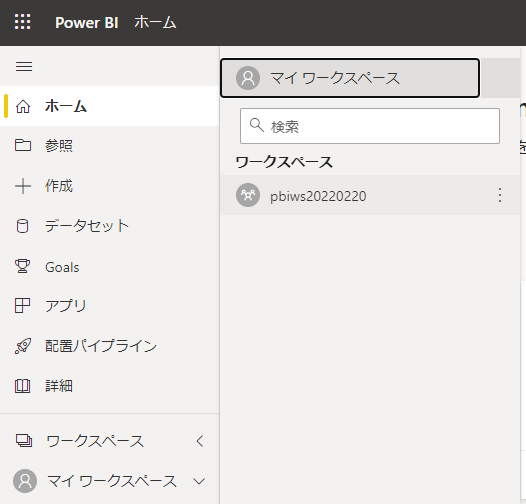 Power BI ホーム
ホーム
参照
作成
データセット
Goals
アプリ
配置パイプライン
詳細
ワークスペース
マイ ワークスペース
マイ ワークスペース
検索
ワークスペース
pbiws20220220